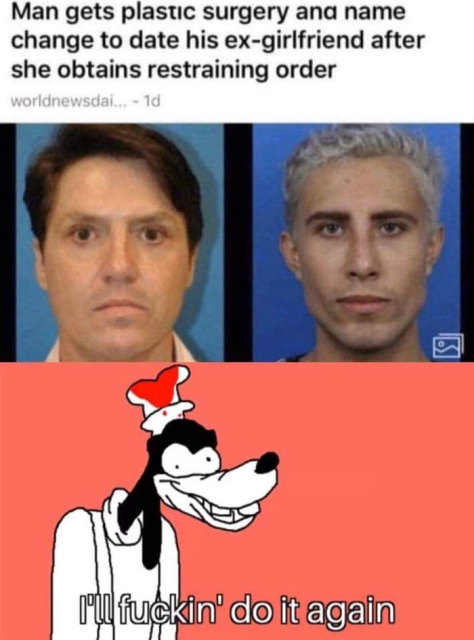 Man gets plastic surgery and name
change to date his ex-girlfriend after
she obtains restraining order
worldnewsdai... - 1d
I'll fuckin' do it again